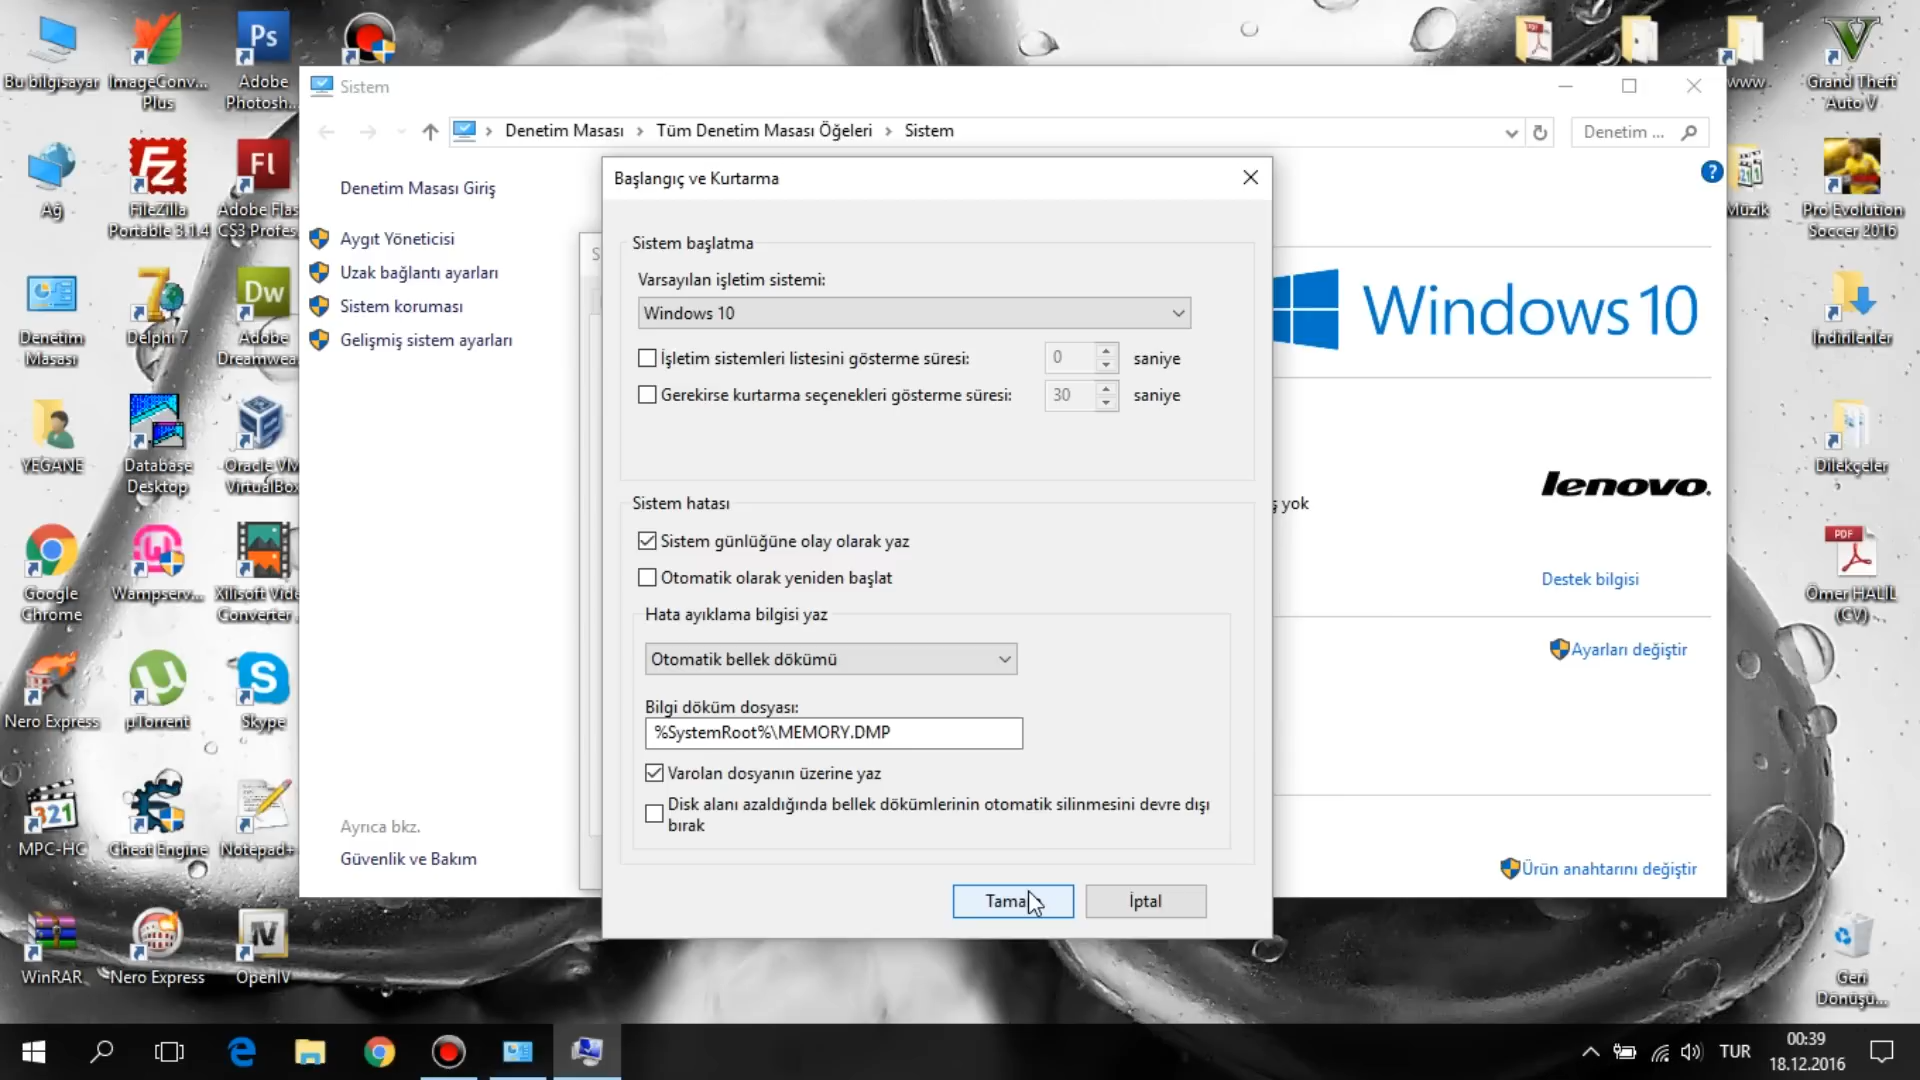 Bu bilgisayar
ImageConv...
Plus
Adobe
Photosh...
www
Grand Theft
Auto V
Sistem
Denetim Masası
Tüm Denetim Masası Öğeleri
Sistem
Denetim ...
Denetim Masası Giriş
Aygıt Yöneticisi
Uzak bağlantı ayarları
Sistem koruması
Gelişmiş sistem ayarları
Ayrıca bkz.
Güvenlik ve Bakım
Başlangıç ve Kurtarma
Sistem başlatma
Varsayılan işletim sistemi:
Windows 10
İşletim sistemleri listesini gösterme süresi:
0
saniye
Gerekirse kurtarma seçenekleri gösterme süresi:
30
saniye
Sistem hatası
Sistem günlüğüne olay olarak yaz
Otomatik olarak yeniden başlat
Hata ayıklama bilgisi yaz
Otomatik bellek dökümü
Bilgi döküm dosyası:
%SystemRoot%\MEMORY.DMP
Varolan dosyanın üzerine yaz
Disk alanı azaldığında bellek dökümlerinin otomatik silinmesini devre dışı
bırak
İptal
Windows 10
lenovo
ş yok
Destek bilgisi
Ayarları değiştir
Ürün anahtarını değiştir
Ağ
FileZilla
Portable 3.1.4
Adobe Flas
CS3 Profes
Müzik
Pro Evolution
Soccer 2016
Denetim
Masası
Delphi 7
Adobe
Dreamwea
İndirilenler
YEGANE
Database
Desktop
Oracle VM
VirtualBox
Dilekçeler
Google
Chrome
Wampserv...
Xilisoft Vide
Converter
PDF
Ömer HALİL
(CV)
Nero Express
µTorrent
Skype
MPC-HC
Cheat Engine
Notepad+
WinRAR
Nero Express
OpenIV
Geri
Dönüşü...
TUR
00:39
18.12.2016